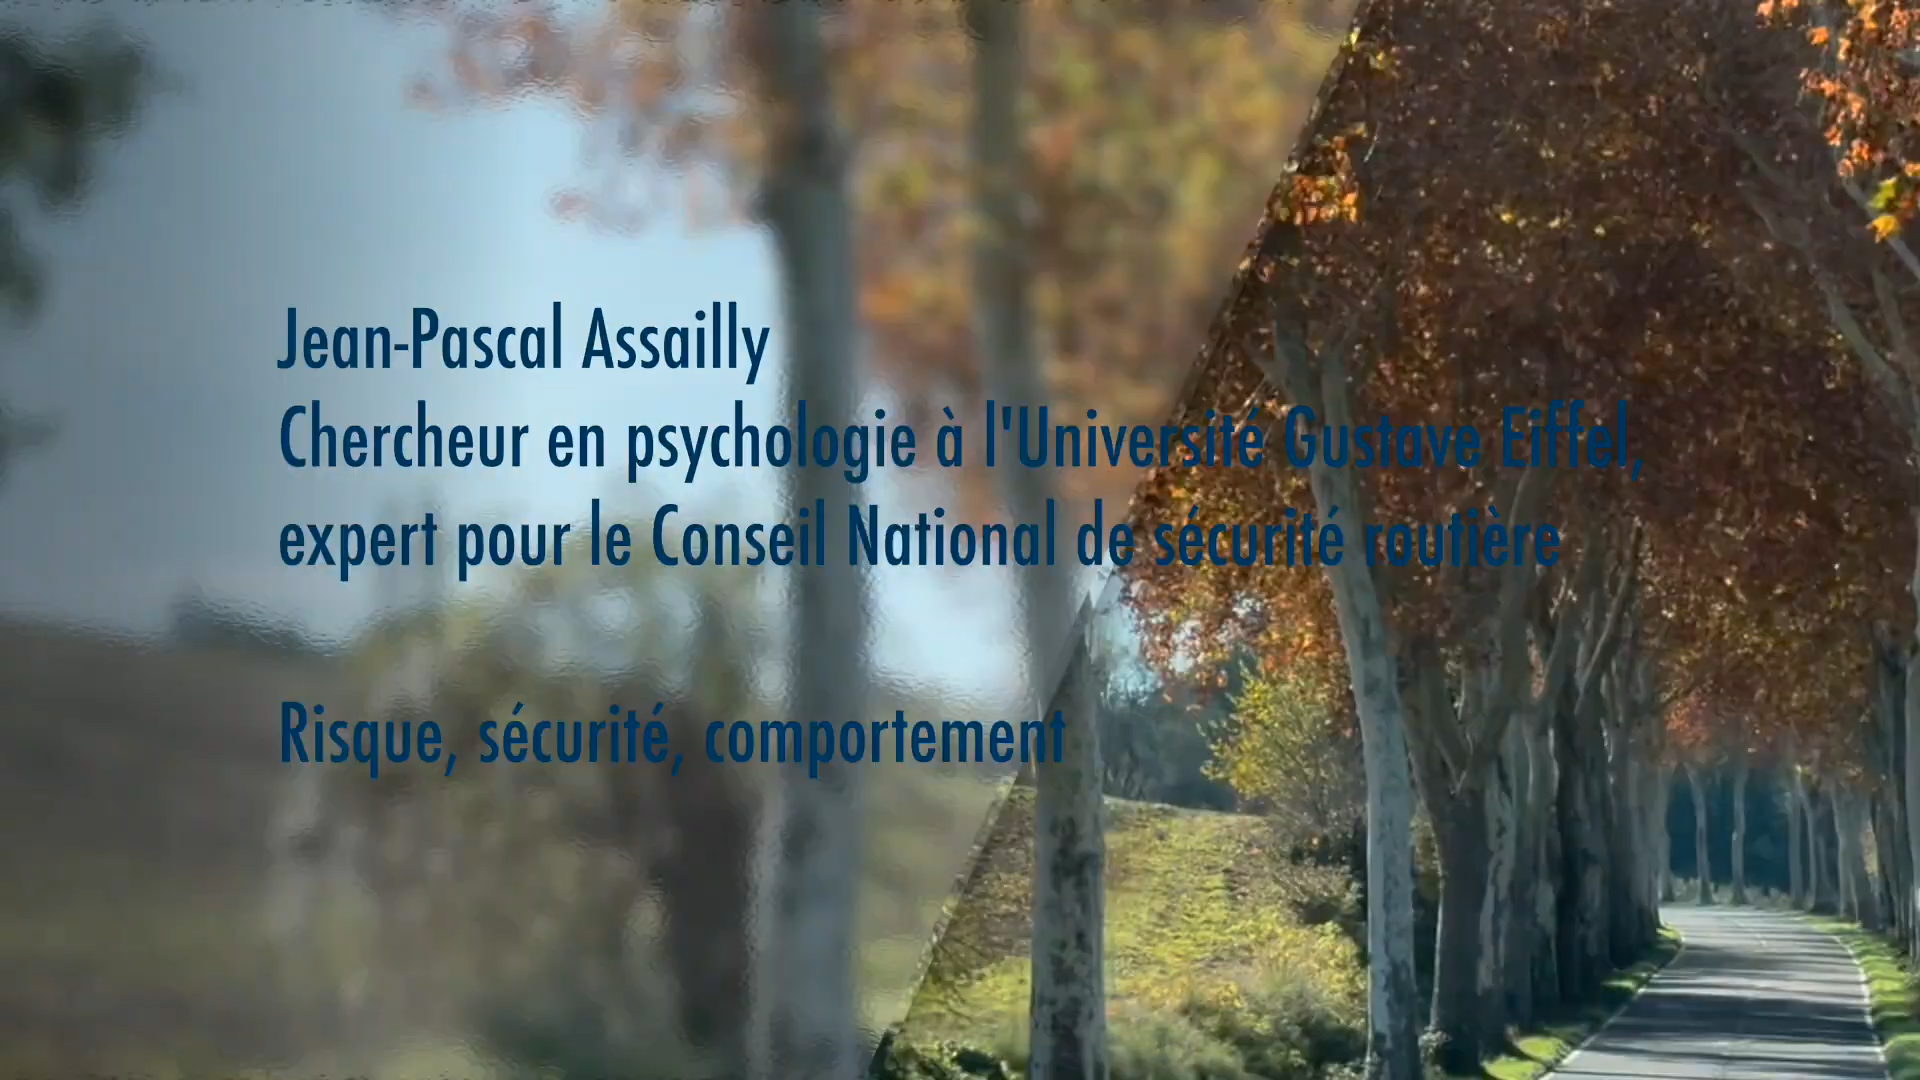 Jean-Pascal Assailly
Chercheur en psychologie à l'Université Gustave Eiffel,
expert pour le Conseil National de sécurité routière
Risque, sécurité, comportement